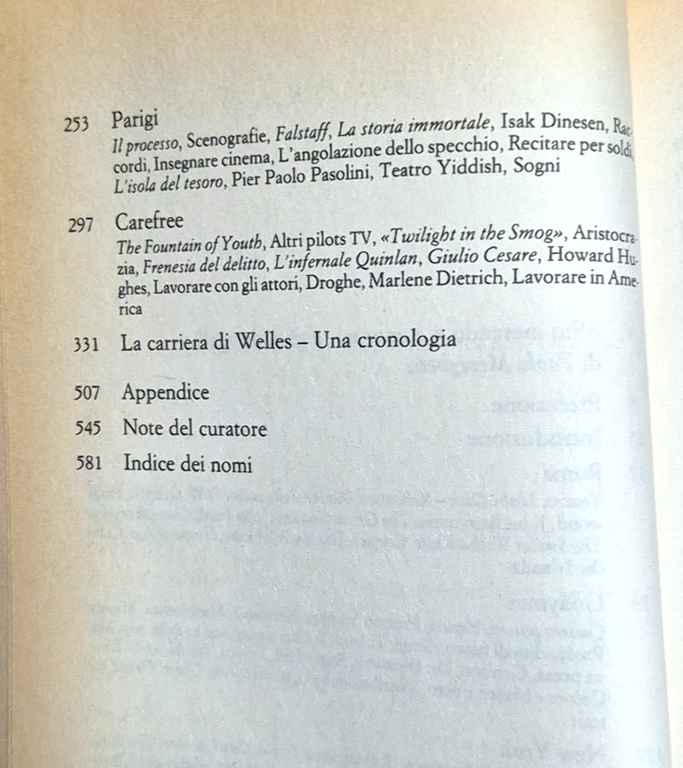 253 Parigi
Il processo, Scenografie, Falstaff, La storia immortale, Isak Dinesen, Rac-
cordi, Insegnare cinema, L'angolazione dello specchio, Recitare per soldi,
L'isola del tesoro, Pier Paolo Pasolini, Teatro Yiddish, Sogni
297 Carefree
The Fountain of Youth, Altri pilots TV, «Twilight in the Smog», Aristocra-
zia, Frenesia del delitto, L'infernale Quinlan, Giulio Cesare, Howard Hu-
ghes, Lavorare con gli attori, Droghe, Marlene Dietrich, Lavorare in Ame-
rica
331 La carriera di Welles – Una cronologia
507 Appendice
545 Note del curatore
581 Indice dei nomi